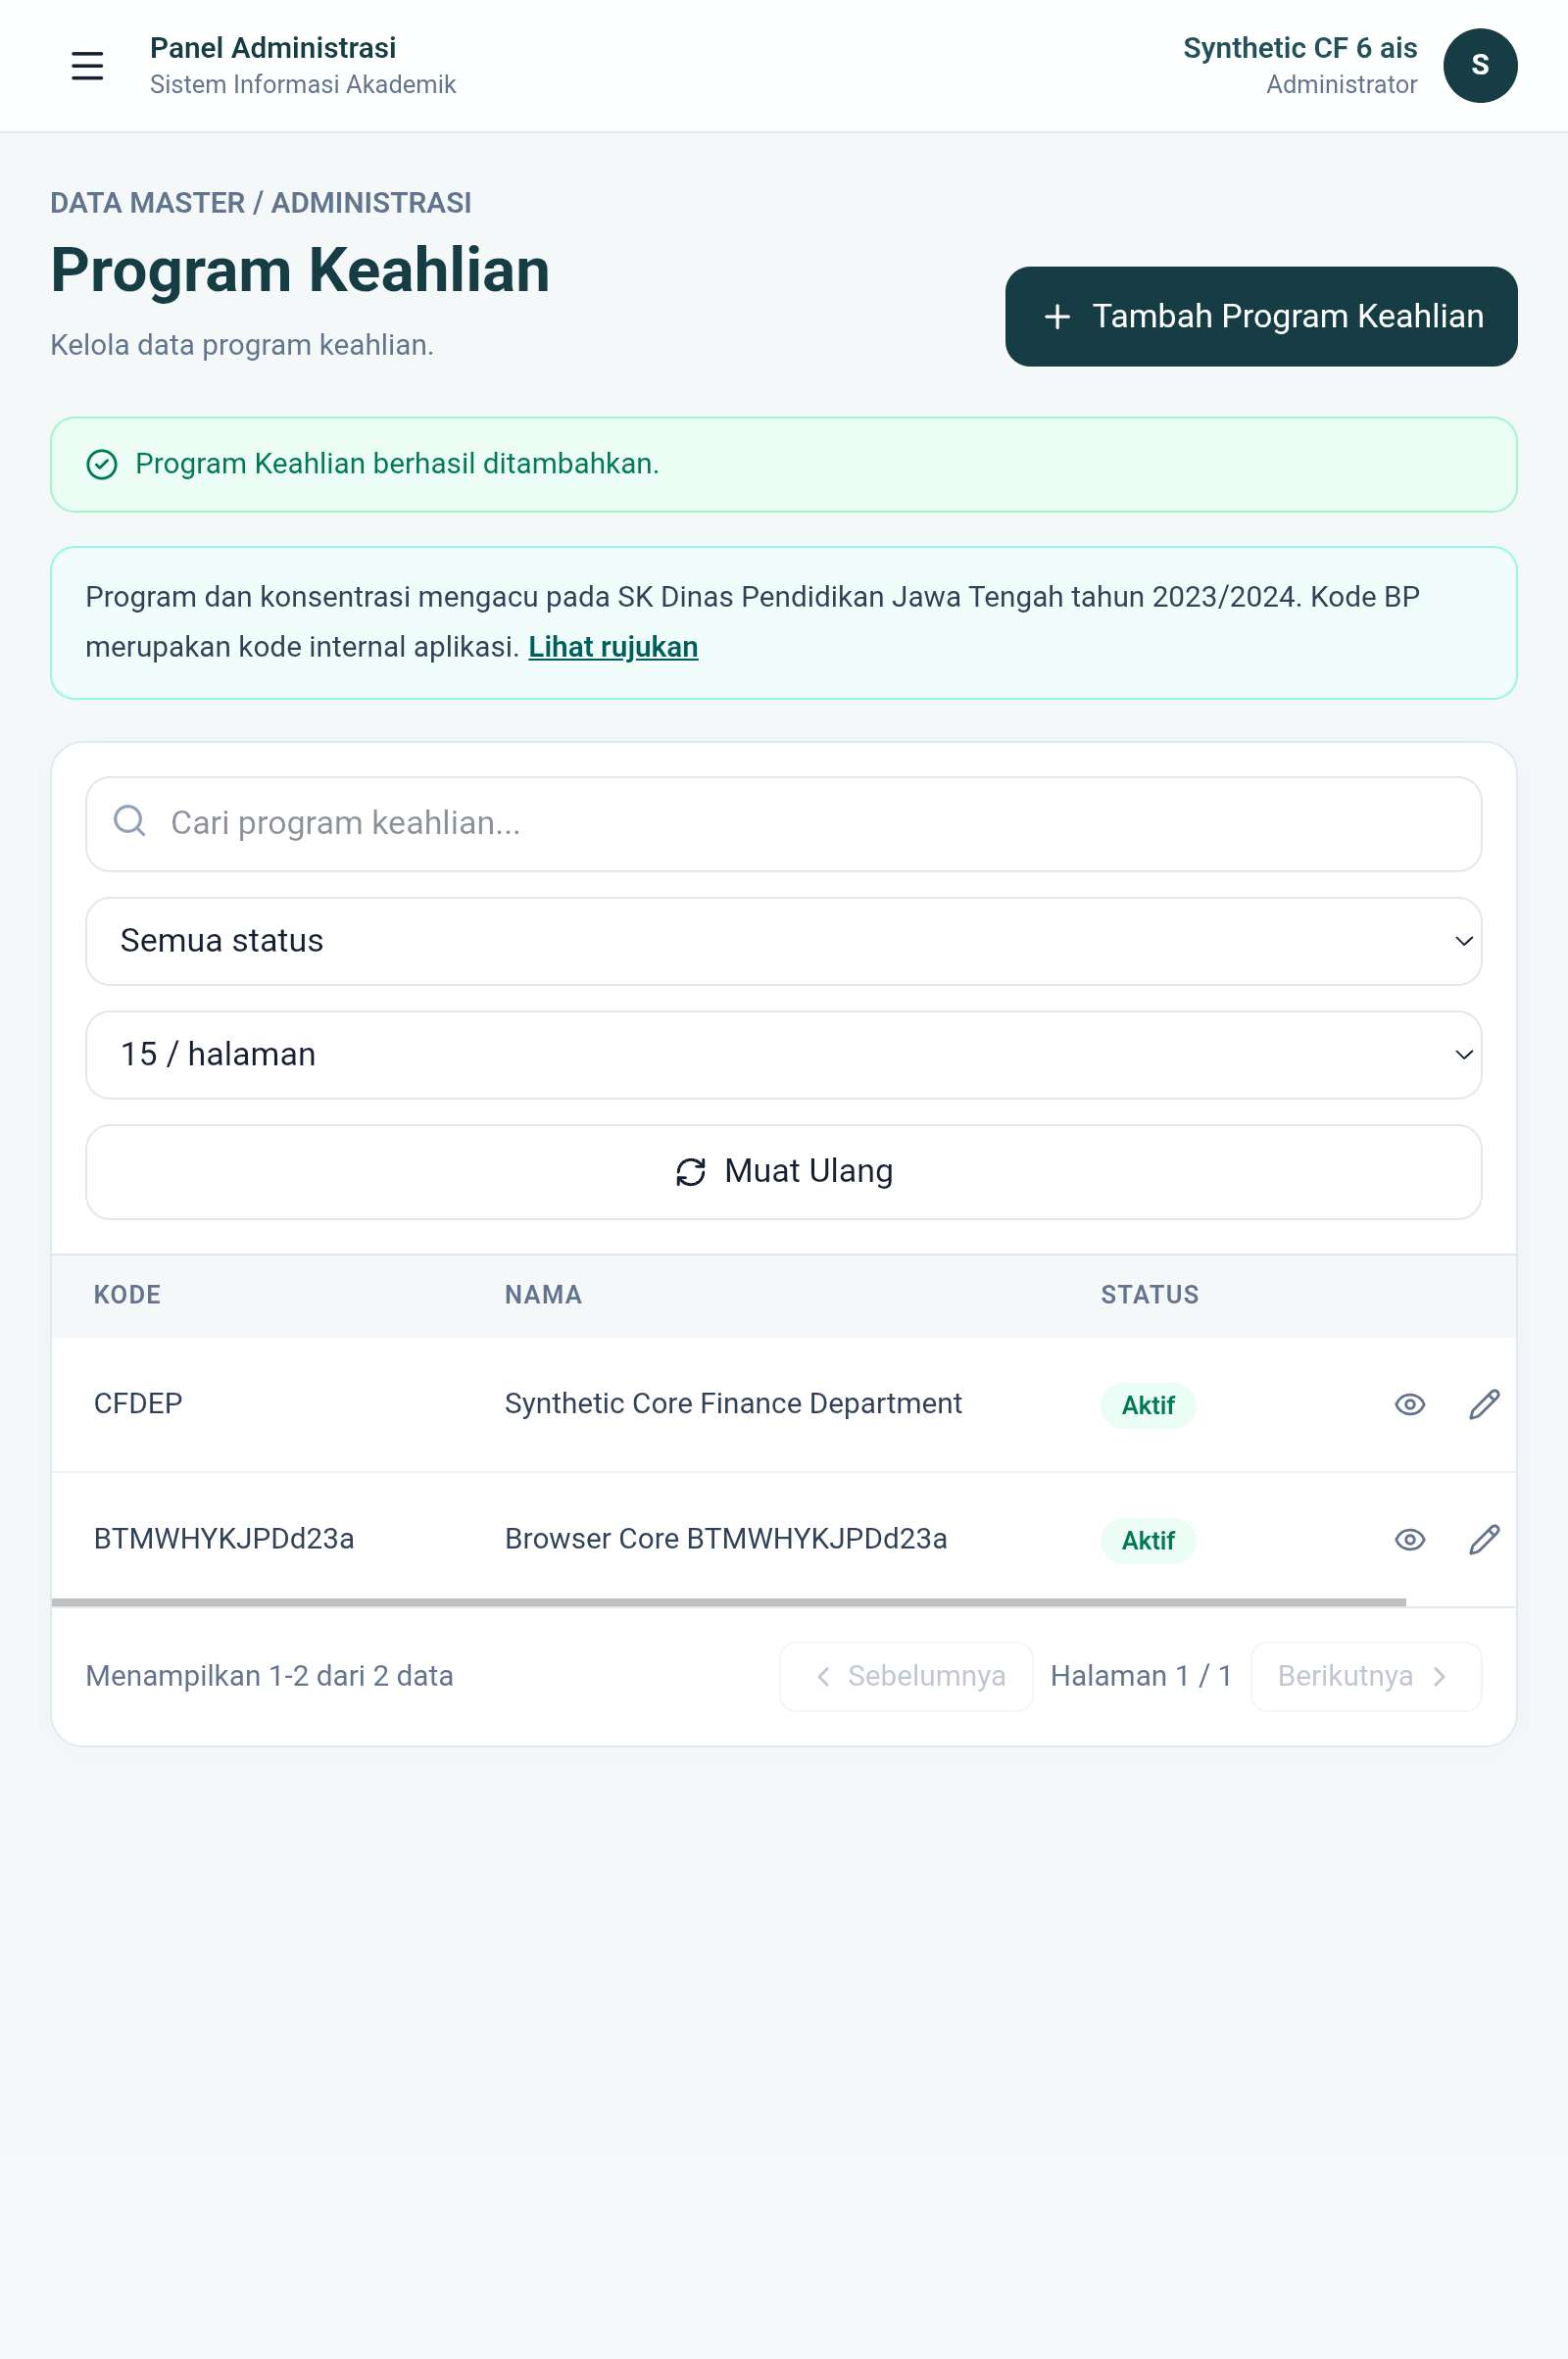 Panel Administrasi
Sistem Informasi Akademik
Synthetic CF 6 ais
Administrator
S
DATA MASTER / ADMINISTRASI
Program Keahlian
Kelola data program keahlian.
Tambah Program Keahlian
Program Keahlian berhasil ditambahkan.
Program dan konsentrasi mengacu pada SK Dinas Pendidikan Jawa Tengah tahun 2023/2024. Kode BP
merupakan kode internal aplikasi. Lihat rujukan
Cari program keahlian...
Semua status
15 / halaman
Muat Ulang
KODE NAMA STATUS
CFDEP Synthetic Core Finance Department Aktif
BTMWHYKJPDd23a Browser Core BTMWHYKJPDd23a Aktif
Menampilkan 1-2 dari 2 data Sebelumnya Halaman 1 / 1 Berikutnya